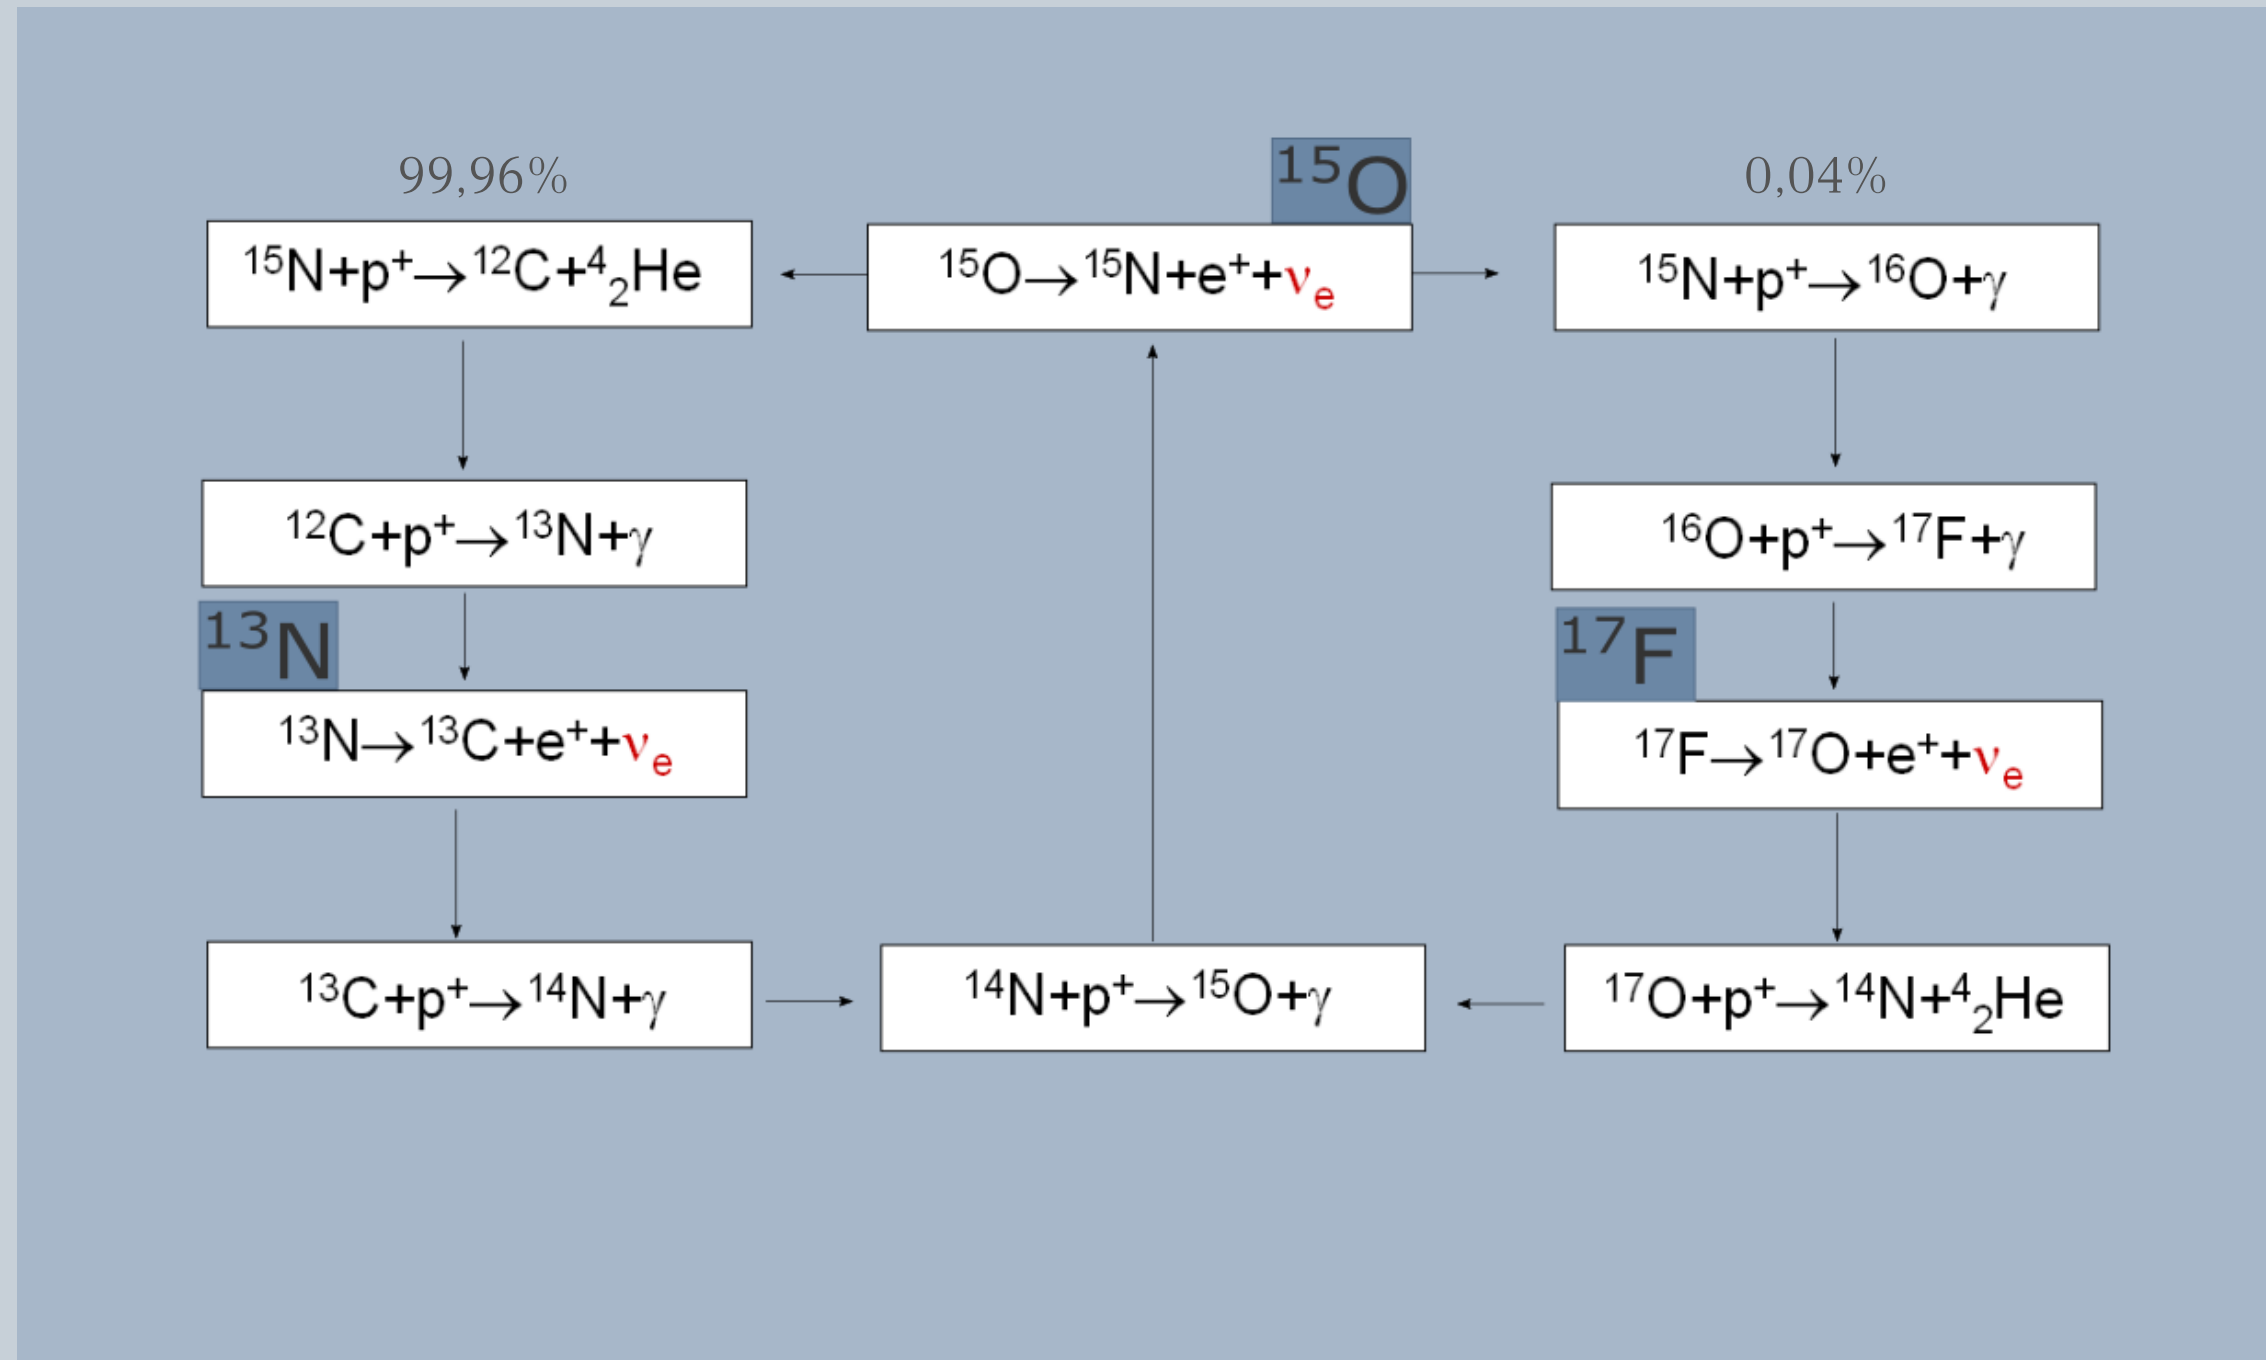 99,96%
¹⁵O
0,04%
¹⁵N+p⁺→¹²C+⁴₂He
¹⁵O→¹⁵N+e⁺+νₑ
¹⁵N+p⁺→¹⁶O+γ
¹²C+p⁺→¹³N+γ
¹⁶O+p⁺→¹⁷F+γ
¹³N
¹⁷F
¹³N→¹³C+e⁺+νₑ
¹⁷F→¹⁷O+e⁺+νₑ
¹³C+p⁺→¹⁴N+γ
¹⁴N+p⁺→¹⁵O+γ
¹⁷O+p⁺→¹⁴N+⁴₂He